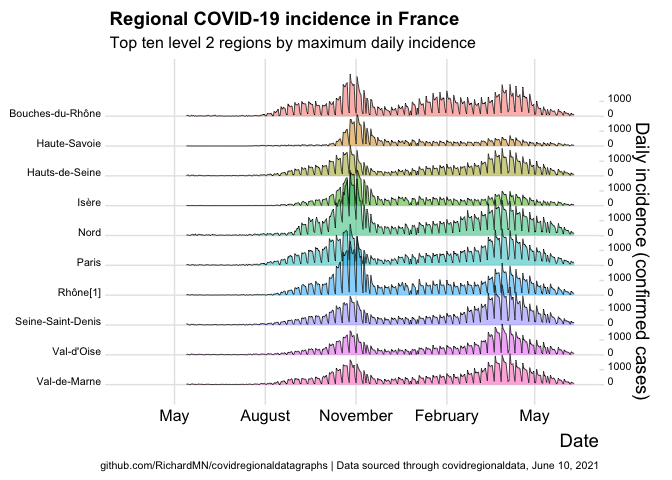 Regional COVID-19 incidence in France
Top ten level 2 regions by maximum daily incidence
Bouches-du-Rhône
Haute-Savoie
Hauts-de-Seine
Isère
Nord
Paris
Rhône[1]
Seine-Saint-Denis
Val-d'Oise
Val-de-Marne
1000
0
1000
0
1000
0
1000
0
1000
0
1000
0
1000
0
1000
0
1000
0
1000
0
Daily incidence (confirmed cases)
May August November February May
Date
github.com/RichardMN/covidregionaldatagraphs | Data sourced through covidregionaldata, June 10, 2021